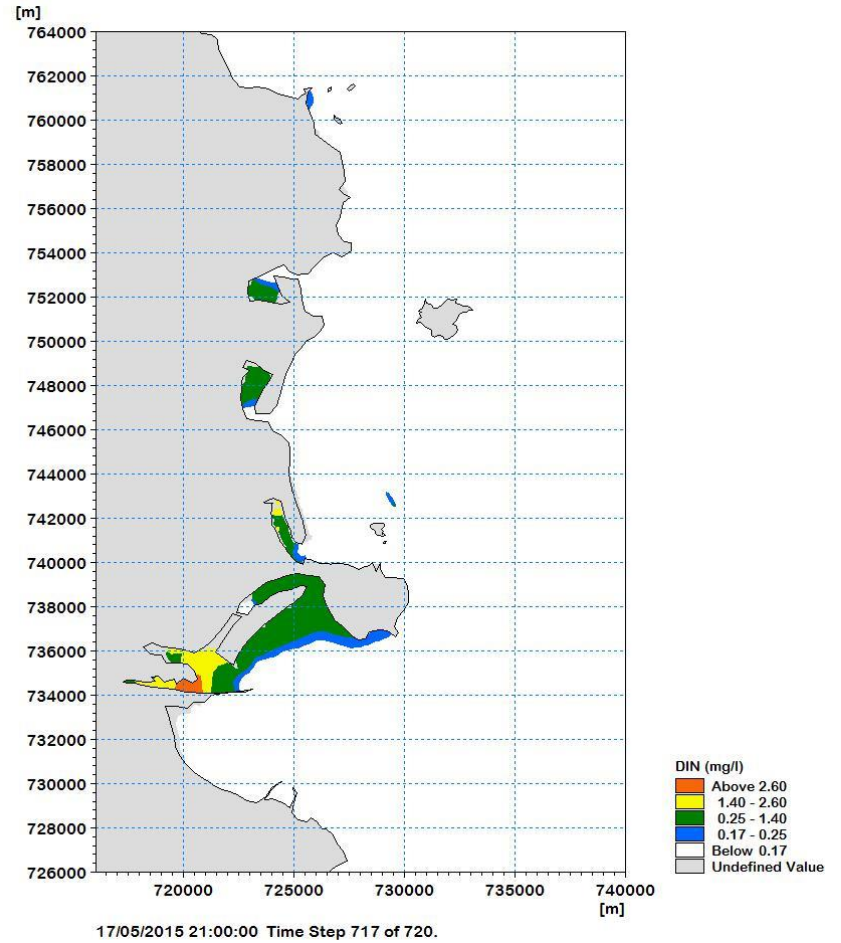 [m]
764000
762000
760000
758000
756000
754000
752000
750000
748000
746000
744000
742000
740000
738000
736000
734000
732000
730000
728000
726000
720000 725000 730000 735000 740000
[m]
DIN (mg/l)
Above 2.60
1.40 - 2.60
0.25 - 1.40
0.17 - 0.25
Below 0.17
Undefined Value
17/05/2015 21:00:00 Time Step 717 of 720.